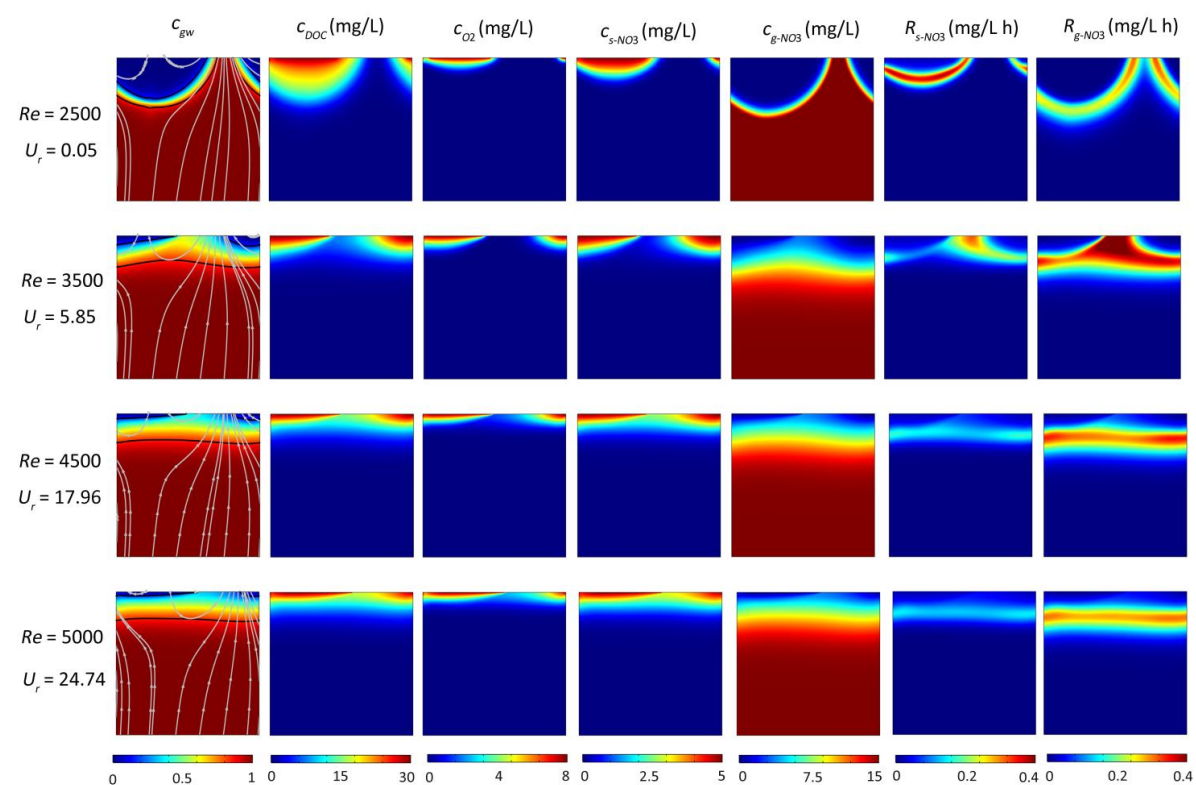 c_gw c_DOC (mg/L) c_O2 (mg/L) c_s-NO3 (mg/L) c_g-NO3 (mg/L) R_s-NO3 (mg/L h) R_g-NO3 (mg/L h)
Re = 2500
U_r = 0.05
Re = 3500
U_r = 5.85
Re = 4500
U_r = 17.96
Re = 5000
U_r = 24.74
0 0.5 1 0 15 30 0 4 8 0 2.5 5 0 7.5 15 0 0.2 0.4 0 0.2 0.4